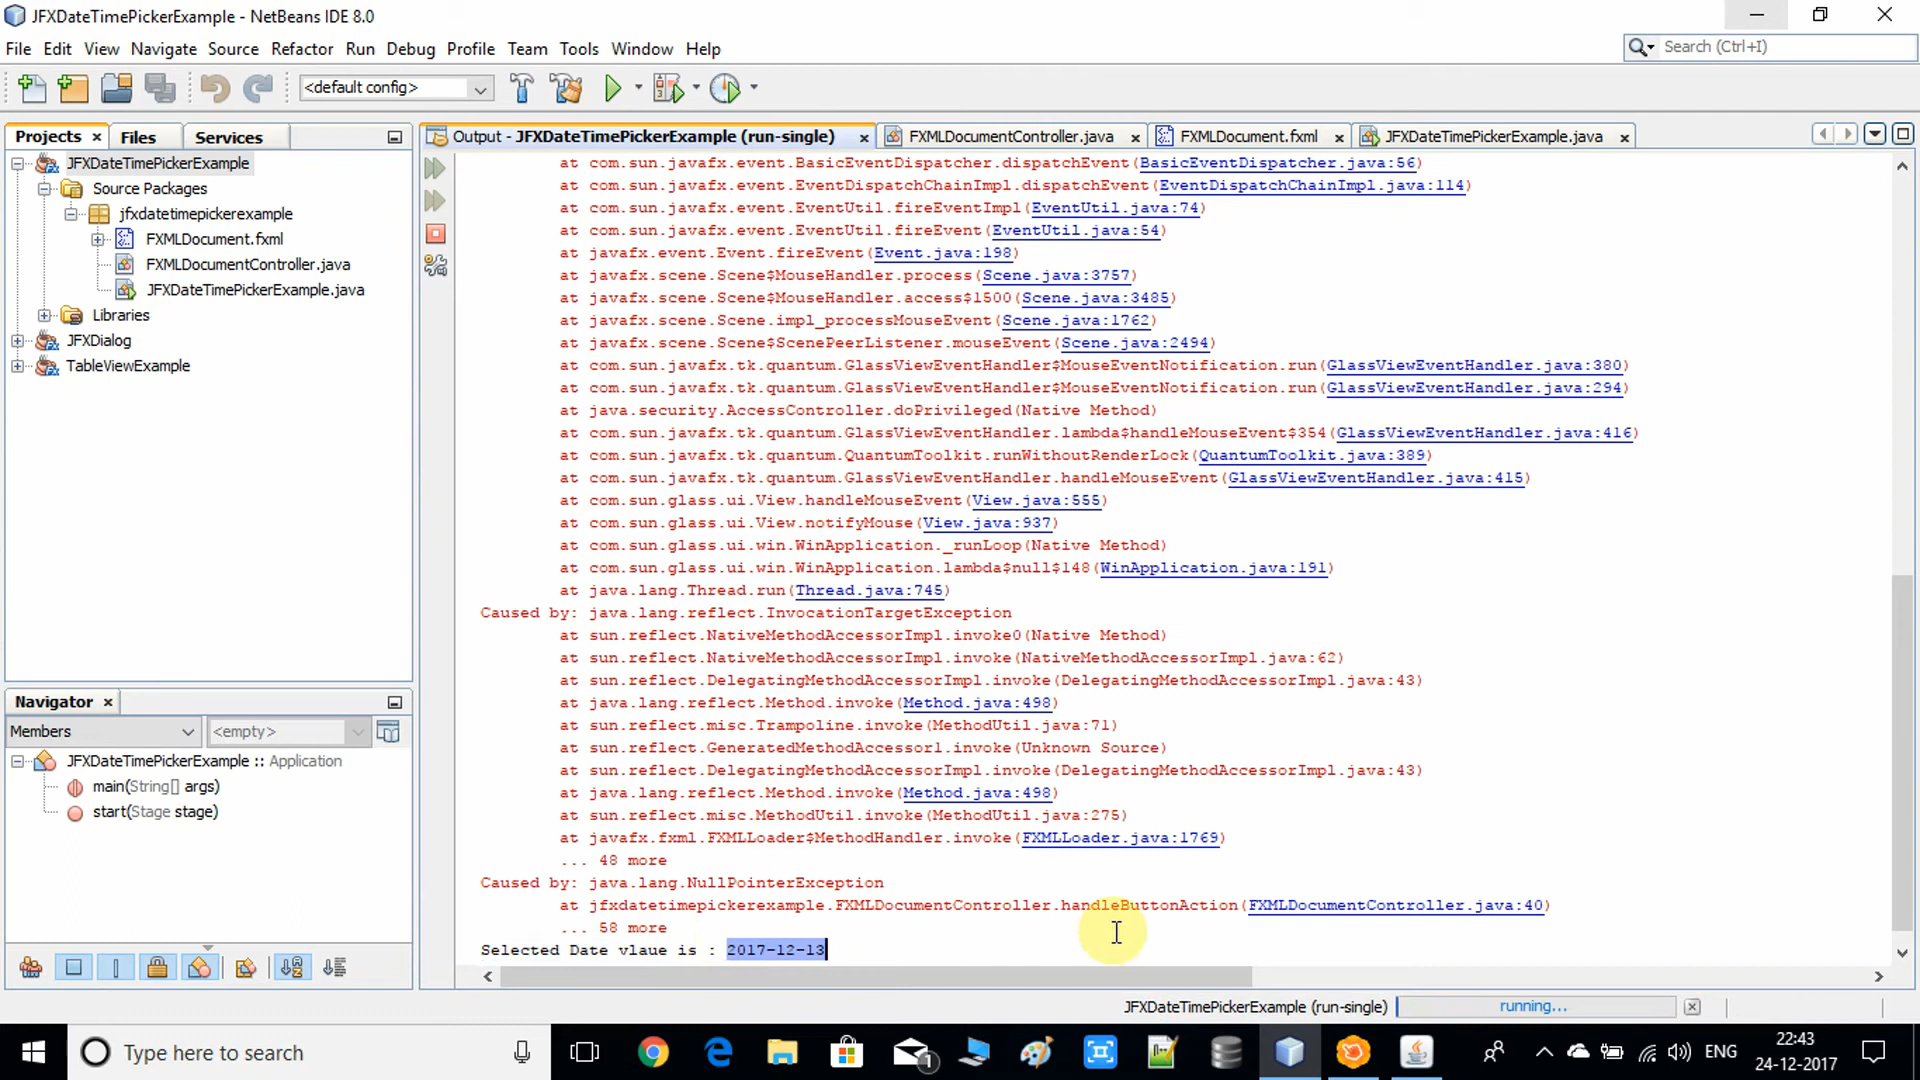 JFXDateTimePickerExample - NetBeans IDE 8.0
File Edit View Navigate Source Refactor Run Debug Profile Team Tools Window Help
Search (Ctrl+I)
<default config>
Projects Files Services
Output - JFXDateTimePickerExample (run-single) FXMLDocumentController.java FXMLDocument.fxml JFXDateTimePickerExample.java
JFXDateTimePickerExample
Source Packages
jfxdatetimepickerexample
FXMLDocument.fxml
FXMLDocumentController.java
JFXDateTimePickerExample.java
Libraries
JFXDialog
TableViewExample
at com.sun.javafx.event.BasicEventDispatcher.dispatchEvent(BasicEventDispatcher.java:56)
at com.sun.javafx.event.EventDispatchChainImpl.dispatchEvent(EventDispatchChainImpl.java:114)
at com.sun.javafx.event.EventUtil.fireEventImpl(EventUtil.java:74)
at com.sun.javafx.event.EventUtil.fireEvent(EventUtil.java:54)
at javafx.event.Event.fireEvent(Event.java:198)
at javafx.scene.Scene$MouseHandler.process(Scene.java:3757)
at javafx.scene.Scene$MouseHandler.access$1500(Scene.java:3485)
at javafx.scene.Scene.impl_processMouseEvent(Scene.java:1762)
at javafx.scene.Scene$ScenePeerListener.mouseEvent(Scene.java:2494)
at com.sun.javafx.tk.quantum.GlassViewEventHandler$MouseEventNotification.run(GlassViewEventHandler.java:380)
at com.sun.javafx.tk.quantum.GlassViewEventHandler$MouseEventNotification.run(GlassViewEventHandler.java:294)
at java.security.AccessController.doPrivileged(Native Method)
at com.sun.javafx.tk.quantum.GlassViewEventHandler.lambda$handleMouseEvent$354(GlassViewEventHandler.java:416)
at com.sun.javafx.tk.quantum.QuantumToolkit.runWithoutRenderLock(QuantumToolkit.java:389)
at com.sun.javafx.tk.quantum.GlassViewEventHandler.handleMouseEvent(GlassViewEventHandler.java:415)
at com.sun.glass.ui.View.handleMouseEvent(View.java:555)
at com.sun.glass.ui.View.notifyMouse(View.java:937)
at com.sun.glass.ui.win.WinApplication._runLoop(Native Method)
at com.sun.glass.ui.win.WinApplication.lambda$null$148(WinApplication.java:191)
at java.lang.Thread.run(Thread.java:745)
Caused by: java.lang.reflect.InvocationTargetException
at sun.reflect.NativeMethodAccessorImpl.invoke0(Native Method)
at sun.reflect.NativeMethodAccessorImpl.invoke(NativeMethodAccessorImpl.java:62)
at sun.reflect.DelegatingMethodAccessorImpl.invoke(DelegatingMethodAccessorImpl.java:43)
at java.lang.reflect.Method.invoke(Method.java:498)
at sun.reflect.misc.Trampoline.invoke(MethodUtil.java:71)
at sun.reflect.GeneratedMethodAccessor1.invoke(Unknown Source)
at sun.reflect.DelegatingMethodAccessorImpl.invoke(DelegatingMethodAccessorImpl.java:43)
at java.lang.reflect.Method.invoke(Method.java:498)
at sun.reflect.misc.MethodUtil.invoke(MethodUtil.java:275)
at javafx.fxml.FXMLLoader$MethodHandler.invoke(FXMLLoader.java:1769)
... 48 more
Caused by: java.lang.NullPointerException
at jfxdatetimepickerexample.FXMLDocumentController.handleButtonAction(FXMLDocumentController.java:40)
... 58 more
Selected Date vlaue is : 2017-12-13
Navigator
Members <empty>
JFXDateTimePickerExample :: Application
main(String[] args)
start(Stage stage)
JFXDateTimePickerExample (run-single) running...
Type here to search
1
ENG
22:43
24-12-2017